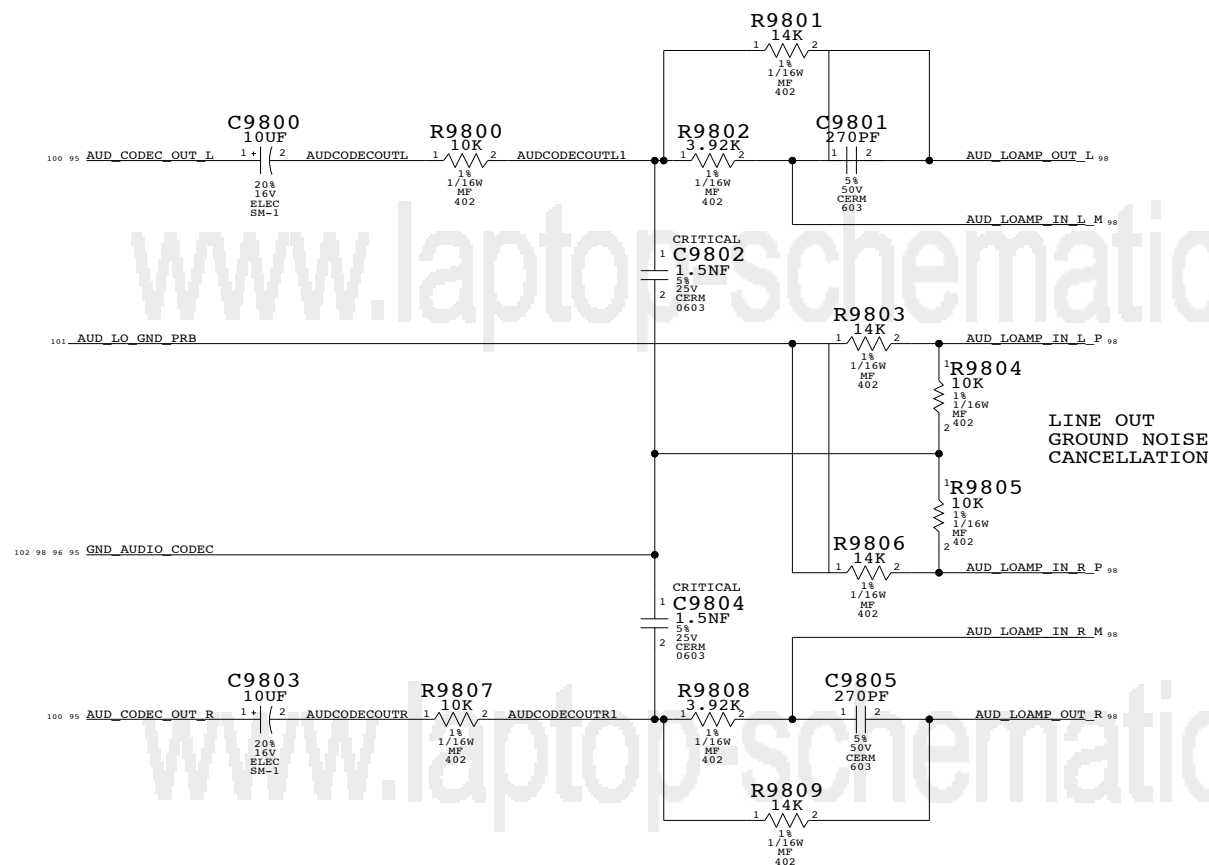 R9801
14K
1 2
1%
1/16W
MF
402
C9800
10UF
1 + 2
20%
16V
ELEC
SM-1
R9800
10K
1 2
1%
1/16W
MF
402
R9802
3.92K
1 2
1%
1/16W
MF
402
C9801
270PF
1 2
5%
50V
CERM
603
100 95 AUD_CODEC_OUT_L
AUDCODECOUTL
AUDCODECOUTL1
AUD_LOAMP_OUT_L 98
AUD_LOAMP_IN_L_M 98
www.laptop-schematic
CRITICAL
1 C9802
1.5NF
5%
25V
2 CERM
0603
R9803
14K
1 2
1%
1/16W
MF
402
101 AUD_LO_GND_PRB
AUD_LOAMP_IN_L_P 98
1 R9804
10K
1%
1/16W
MF
2 402
LINE OUT
GROUND NOISE
CANCELLATION
1 R9805
10K
1%
1/16W
MF
2 402
102 98 96 95 GND_AUDIO_CODEC
R9806
14K
1 2
1%
1/16W
MF
402
AUD_LOAMP_IN_R_P 98
CRITICAL
1 C9804
1.5NF
5%
25V
2 CERM
0603
AUD_LOAMP_IN_R_M 98
C9803
10UF
1 + 2
20%
16V
ELEC
SM-1
R9807
10K
1 2
1%
1/16W
MF
402
R9808
3.92K
1 2
1%
1/16W
MF
402
C9805
270PF
1 2
5%
50V
CERM
603
100 95 AUD_CODEC_OUT_R
AUDCODECOUTR
AUDCODECOUTR1
AUD_LOAMP_OUT_R 98
www.laptop-schematic
R9809
14K
1 2
1%
1/16W
MF
402